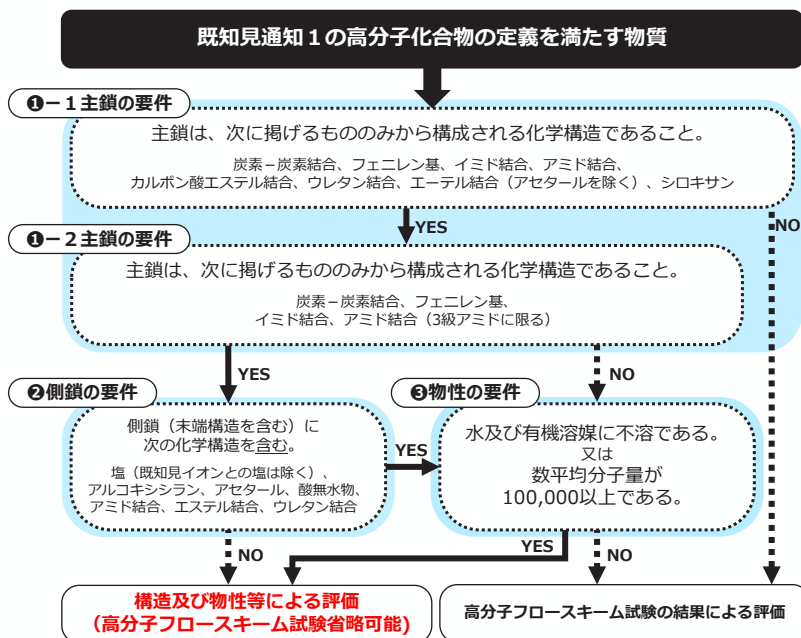 既知見通知１の高分子化合物の定義を満たす物質
❶－１主鎖の要件
主鎖は、次に掲げるもののみから構成される化学構造であること。
炭素－炭素結合、フェニレン基、イミド結合、アミド結合、
カルボン酸エステル結合、ウレタン結合、エーテル結合（アセタールを除く）、シロキサン
YES
NO
❶－２主鎖の要件
主鎖は、次に掲げるもののみから構成される化学構造であること。
炭素－炭素結合、フェニレン基、
イミド結合、アミド結合（3級アミドに限る）
YES
NO
❷側鎖の要件
側鎖（末端構造を含む）に
次の化学構造を含む。
塩（既知見イオンとの塩は除く）、
アルコキシシラン、アセタール、酸無水物、
アミド結合、エステル結合、ウレタン結合
YES
❸物性の要件
水及び有機溶媒に不溶である。
又は
数平均分子量が
100,000以上である。
NO
YES
NO
構造及び物性等による評価
（高分子フロースキーム試験省略可能)
高分子フロースキーム試験の結果による評価